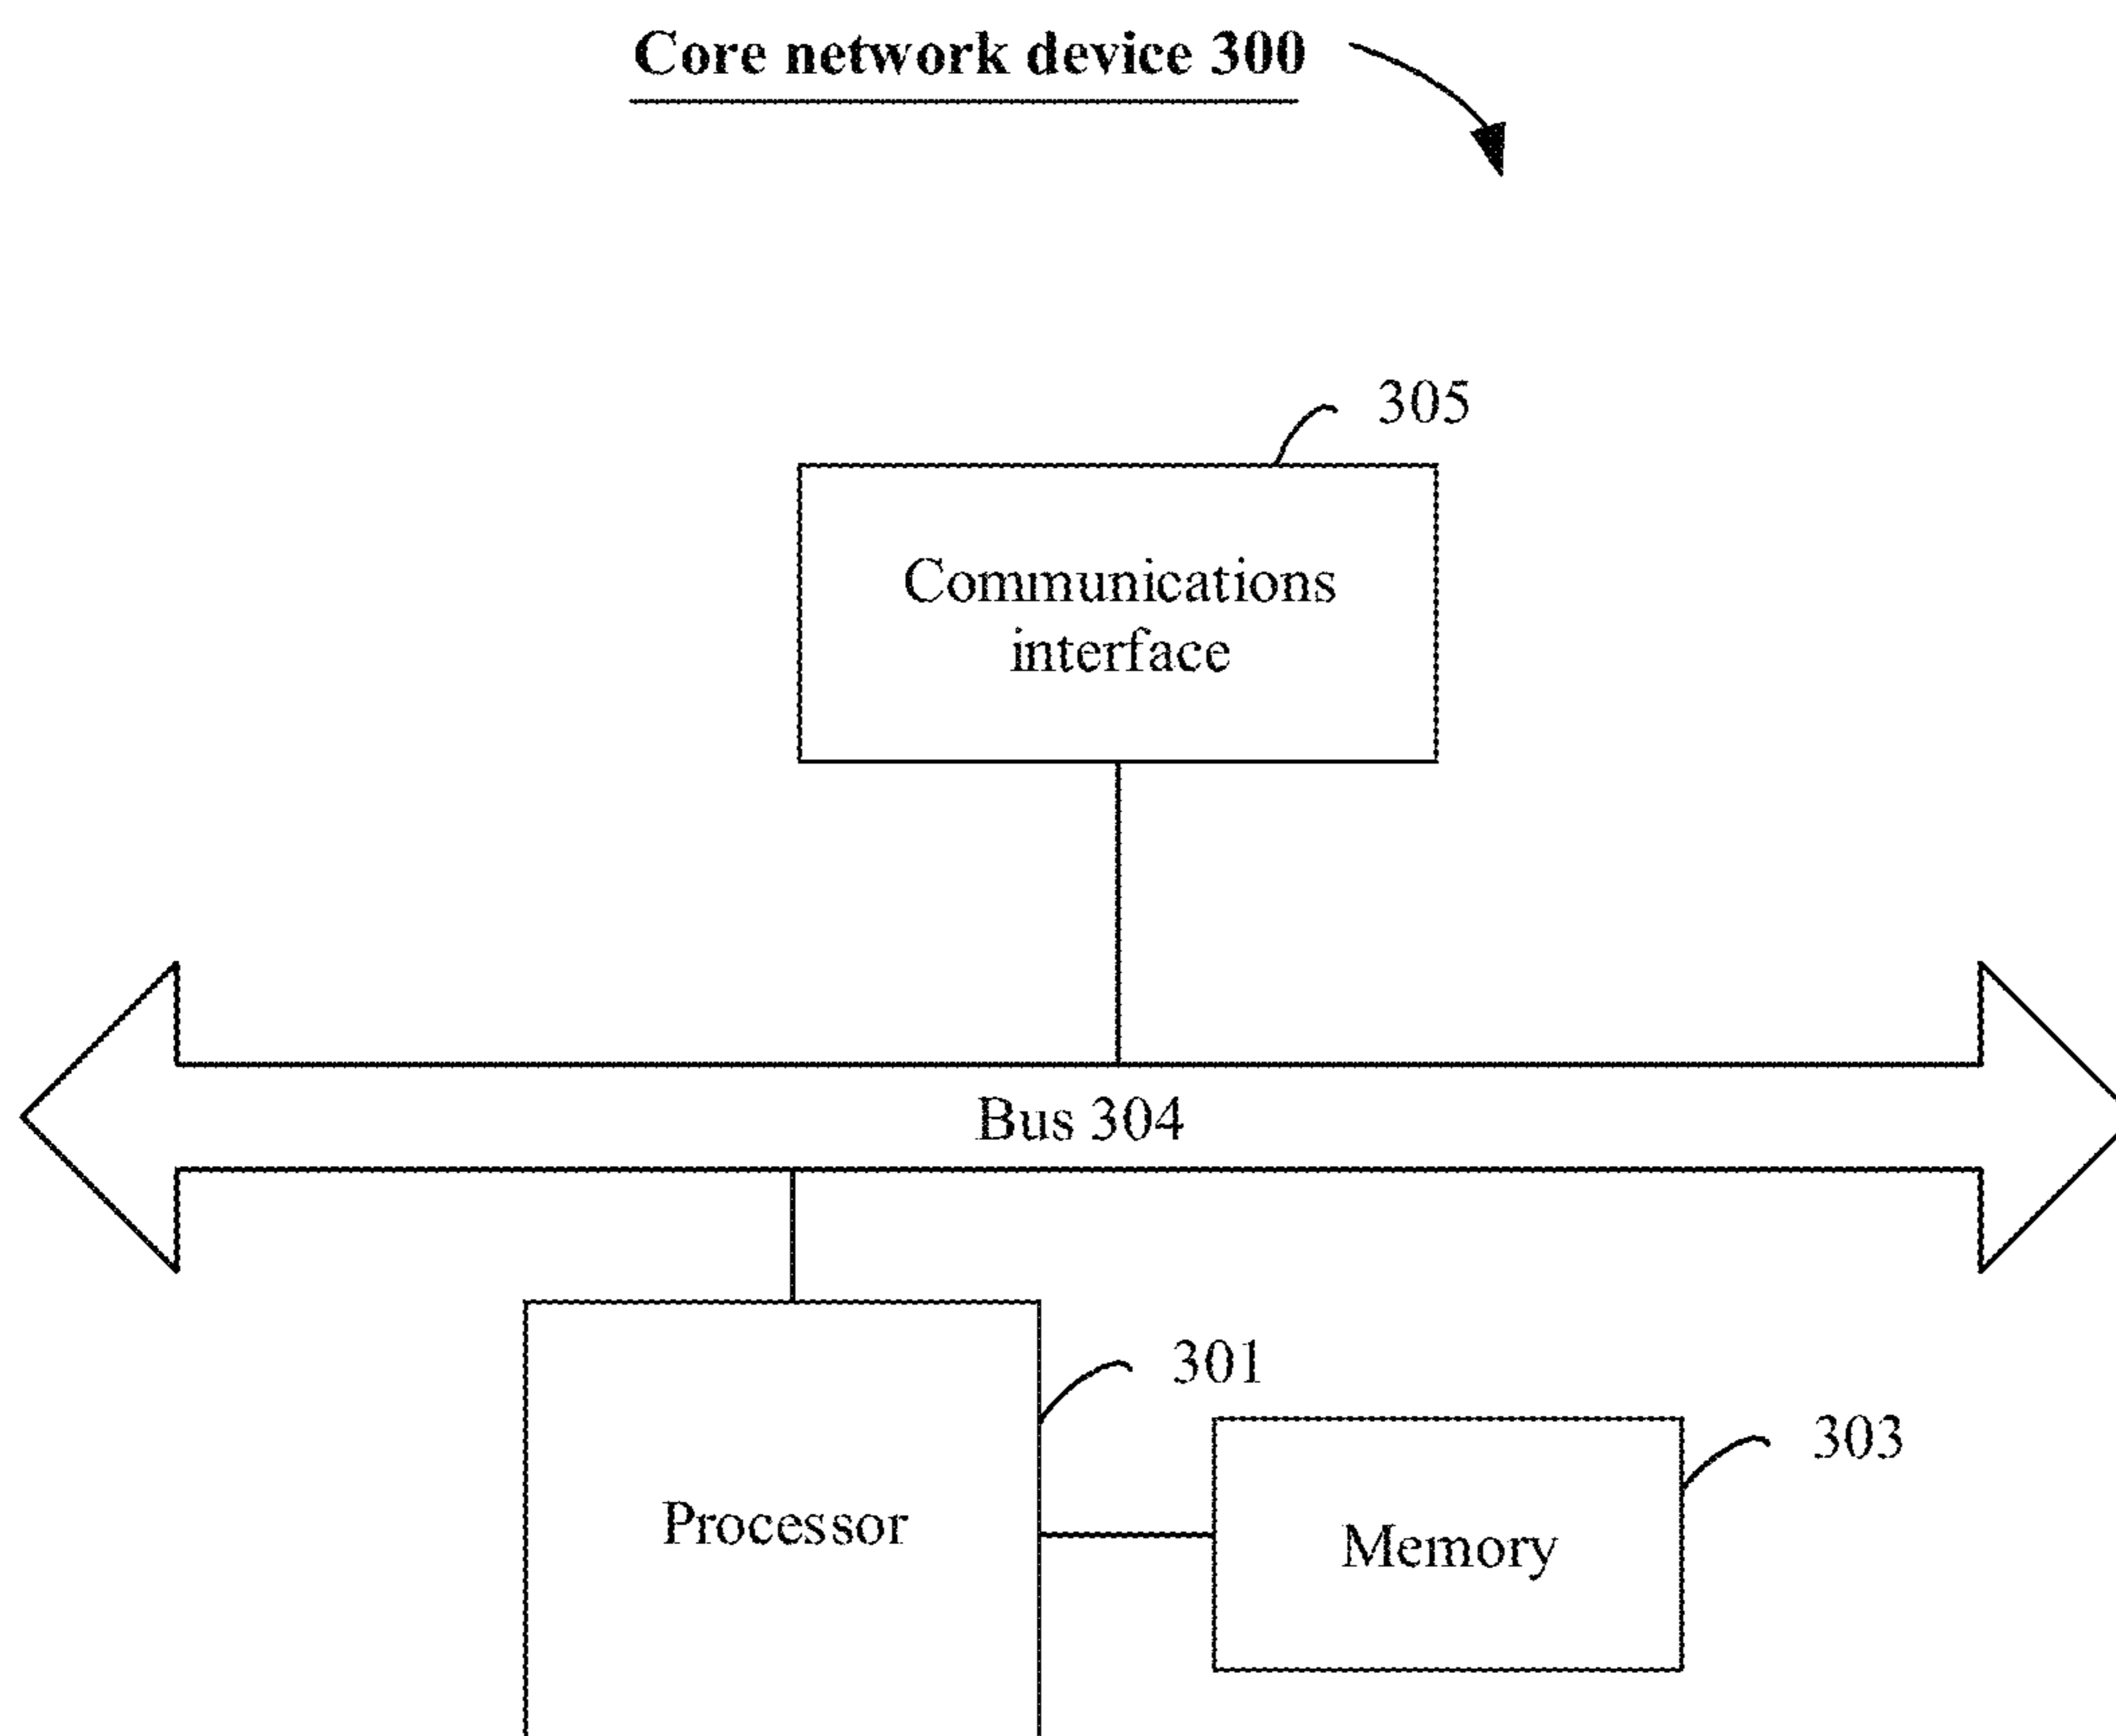 Core network device 300
305
Communications
interface
Bus 304
301
303
Processor
Memory